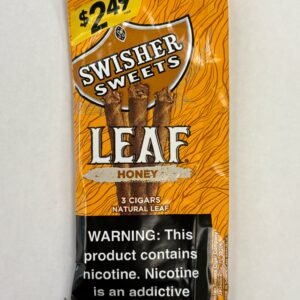 $2.49
SWISHER
SWEETS
LEAF
HONEY
3 CIGARS
NATURAL LEAF
WARNING: This
product contains
nicotine. Nicotine
is an addictive